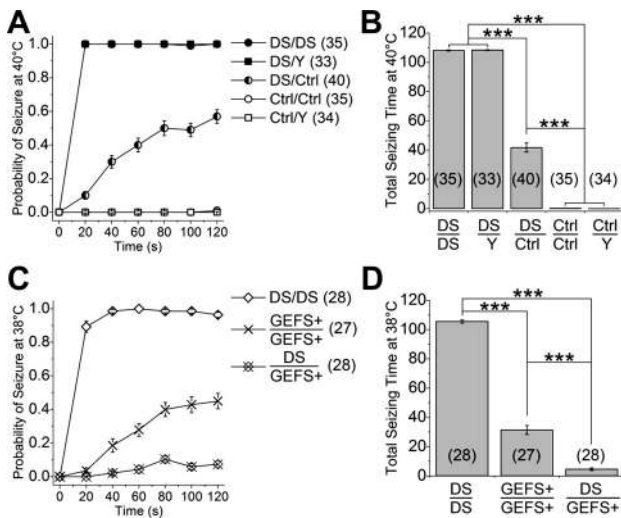 A
Probability of Seizure at 40°C
1.0
0.8
0.6
0.4
0.2
0.0
0 20 40 60 80 100 120
Time (s)
DS/DS (35)
DS/Y (33)
DS/Ctrl (40)
Ctrl/Ctrl (35)
Ctrl/Y (34)
B
Total Seizing Time at 40°C
120
100
80
60
40
20
0
***
***
***
(35) (33) (40) (35) (34)
DS DS DS Ctrl Ctrl
DS Y Ctrl Ctrl Y
C
Probability of Seizure at 38°C
1.0
0.8
0.6
0.4
0.2
0.0
0 20 40 60 80 100 120
Time (s)
DS/DS (28)
GEFS+
GEFS+ (27)
DS
GEFS+ (28)
D
Total Seizing Time at 38°C
120
100
80
60
40
20
0
***
***
***
(28) (27) (28)
DS GEFS+ DS
DS GEFS+ GEFS+